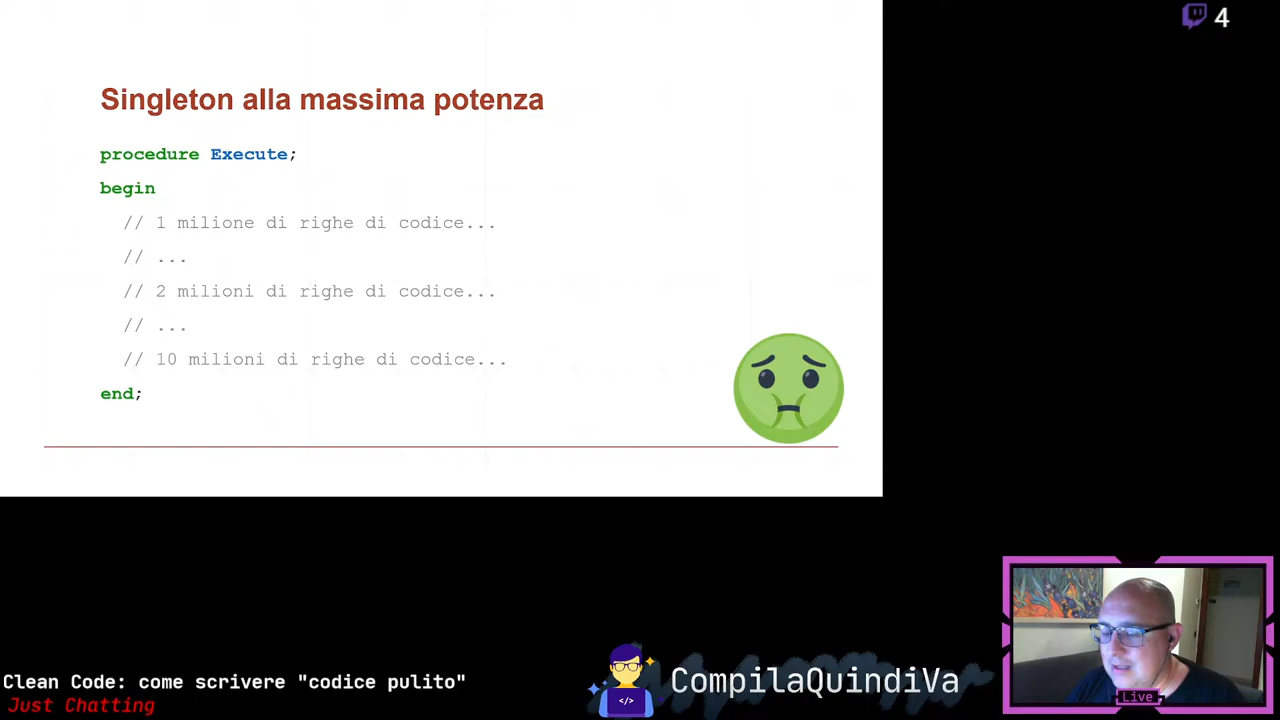 4
Singleton alla massima potenza
procedure Execute;
begin
// 1 milione di righe di codice...
// ...
// 2 milioni di righe di codice...
// ...
// 10 milioni di righe di codice...
end;
Live
Clean Code: come scrivere "codice pulito"
Just Chatting
</>
CompilaQuindiVa